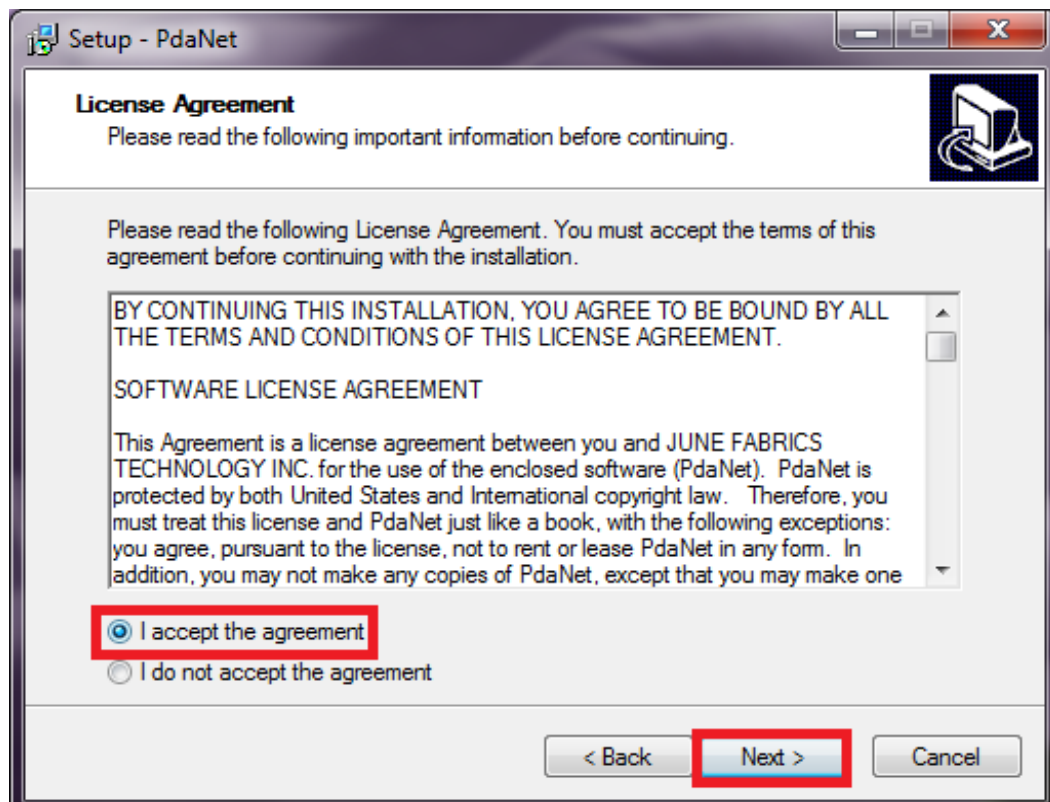 Setup - PdaNet
License Agreement
Please read the following important information before continuing.
Please read the following License Agreement. You must accept the terms of this
agreement before continuing with the installation.
BY CONTINUING THIS INSTALLATION, YOU AGREE TO BE BOUND BY ALL
THE TERMS AND CONDITIONS OF THIS LICENSE AGREEMENT.
SOFTWARE LICENSE AGREEMENT
This Agreement is a license agreement between you and JUNE FABRICS
TECHNOLOGY INC. for the use of the enclosed software (PdaNet).  PdaNet is
protected by both United States and International copyright law.   Therefore, you
must treat this license and PdaNet just like a book, with the following exceptions:
you agree, pursuant to the license, not to rent or lease PdaNet in any form.  In
addition, you may not make any copies of PdaNet, except that you may make one
I accept the agreement
I do not accept the agreement
< Back
Next >
Cancel